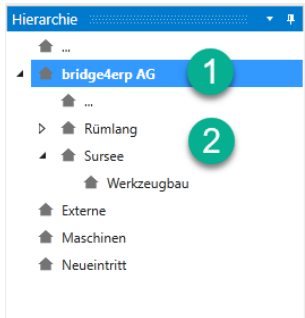 Hierarchie
...
bridge4erp AG
1
...
Rümlang
2
Sursee
Werkzeugbau
Externe
Maschinen
Neueintritt